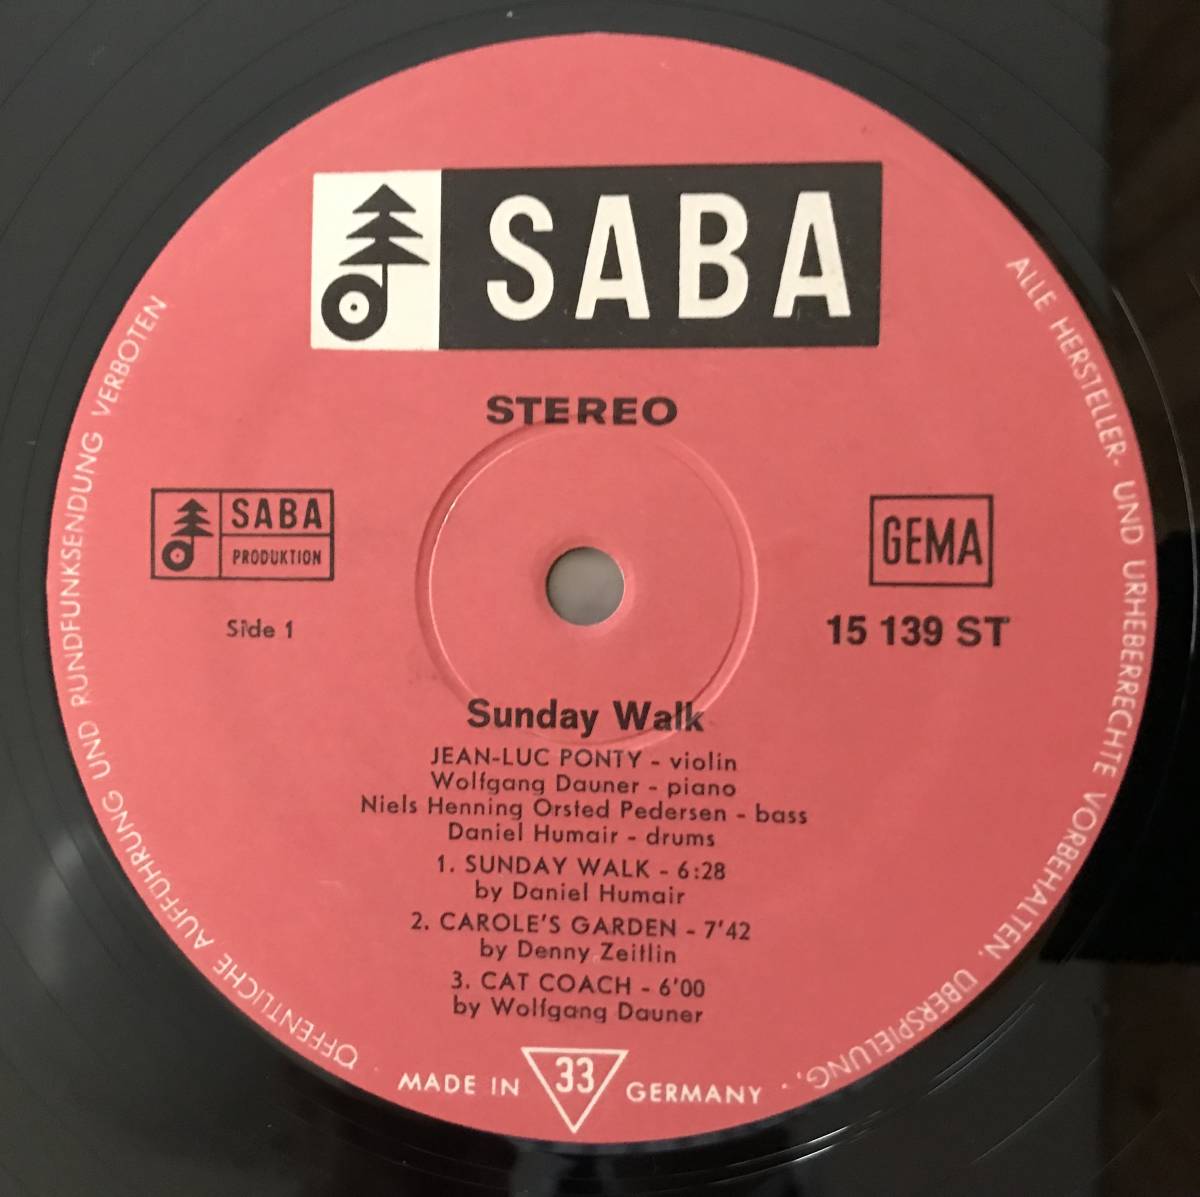 SABA
STEREO
SABA
PRODUKTION
GEMA
Side 1
15 139 ST
Sunday Walk
JEAN-LUC PONTY - violin
Wolfgang Dauner - piano
Niels Henning Orsted Pedersen - bass
Daniel Humair - drums
1. SUNDAY WALK - 6:28
by Daniel Humair
2. CAROLE'S GARDEN - 7'42
by Denny Zeitlin
3. CAT COACH - 6'00
by Wolfgang Dauner
MADE IN 33 GERMANY
ALLE HERSTELLER- UND URHEBERRECHTE VORBEHALTEN. ÜBERSPIELUNG,
ÖFFENTLICHE AUFFÜHRUNG UND RUNDFUNKSENDUNG VERBOTEN